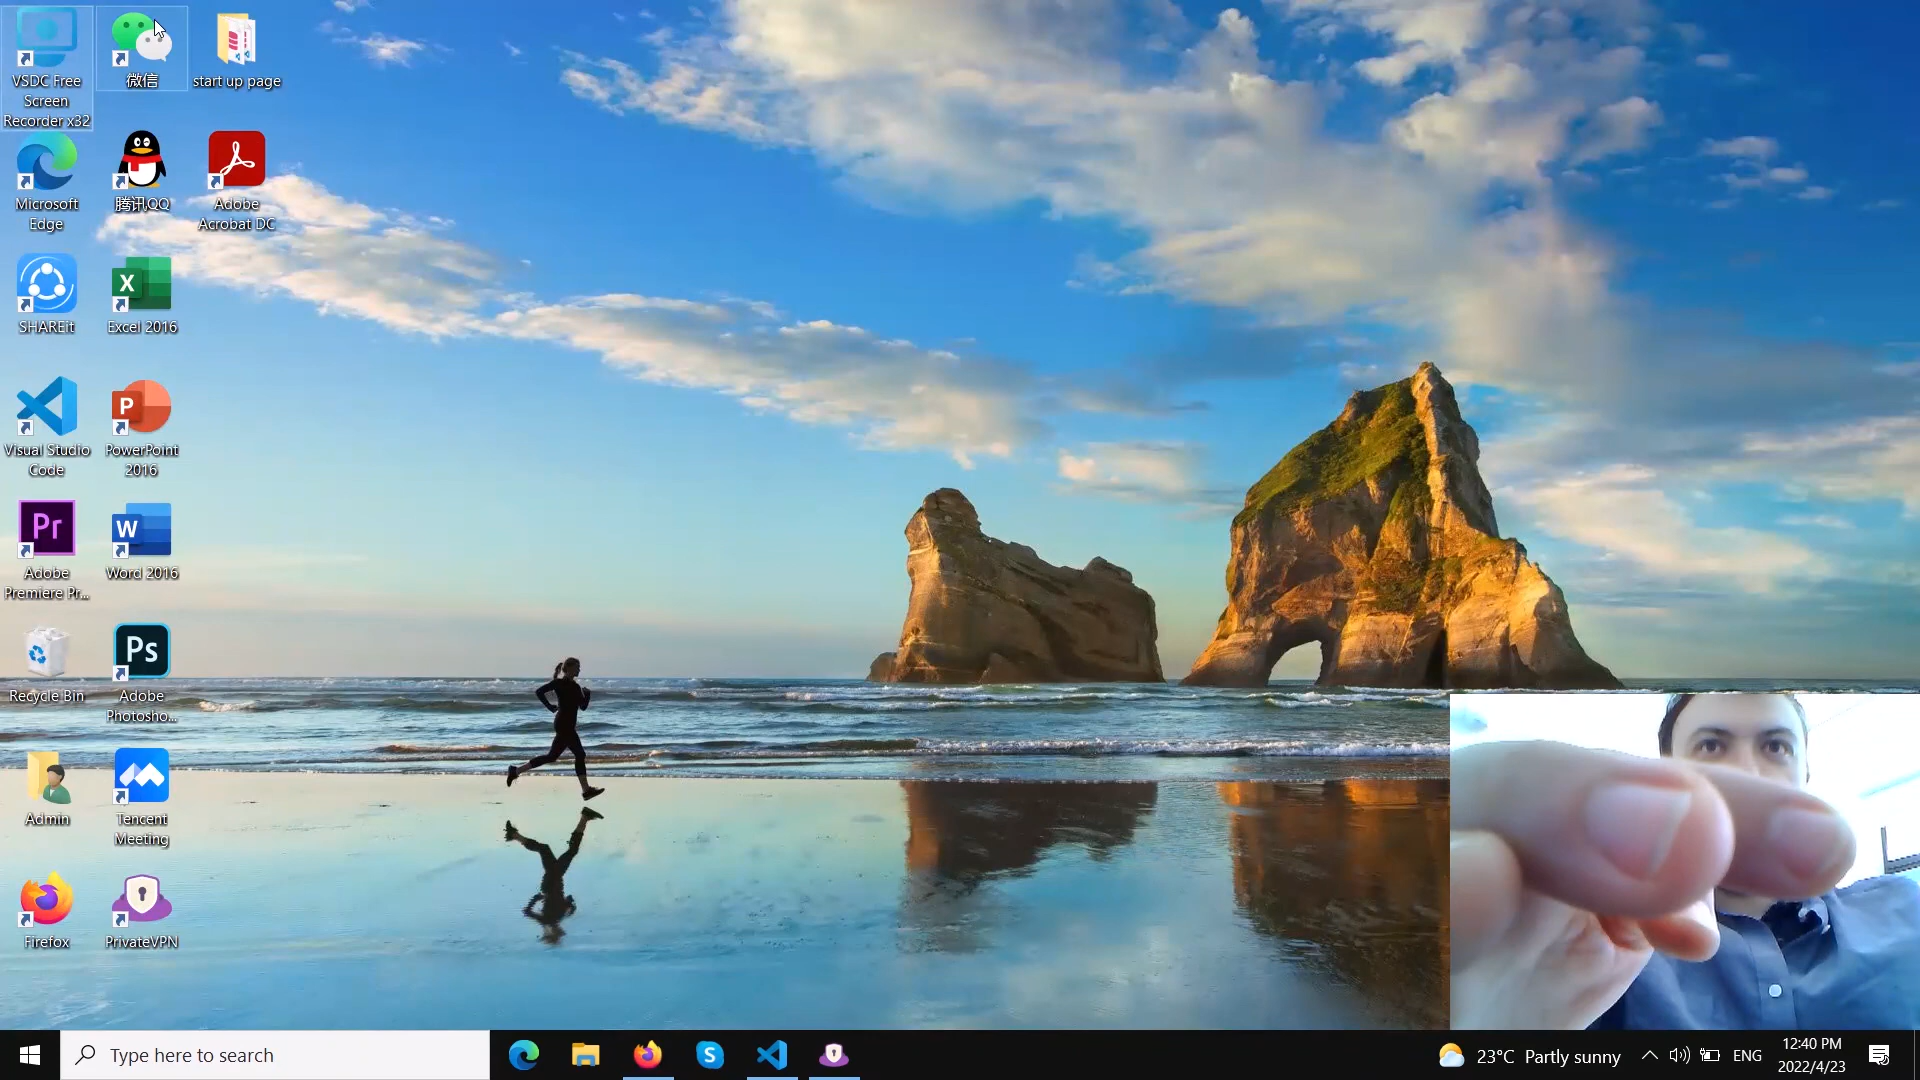 VSDC Free
Screen
Recorder x32
微信
start up page
Microsoft
Edge
腾讯QQ
Adobe
Acrobat DC
SHAREit
X
Excel 2016
Visual Studio
Code
P
PowerPoint
2016
Pr
Adobe
Premiere Pr...
W
Word 2016
Recycle Bin
Ps
Adobe
Photosho...
Admin
Tencent
Meeting
Firefox
PrivateVPN
Type here to search
S
23°C Partly sunny
ENG
12:40 PM
2022/4/23